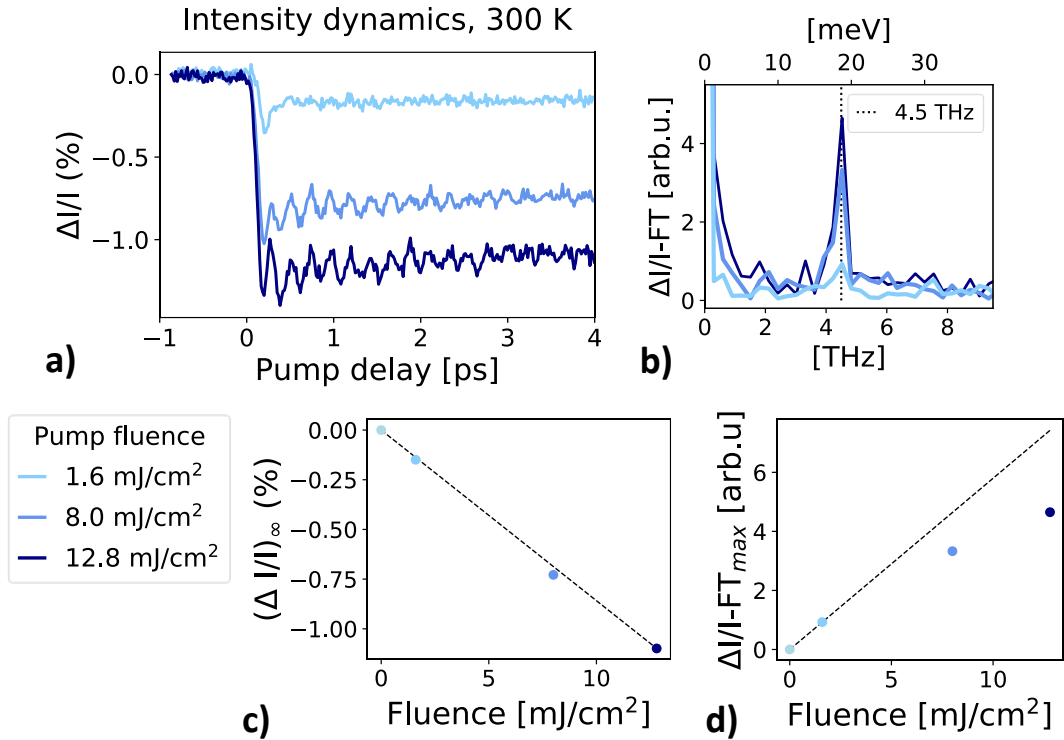 Intensity dynamics, 300 K
0.0
−0.5
−1.0
ΔI/I (%)
−1
0
1
2
3
4
Pump delay [ps]
a)
[meV]
0
10
20
30
4.5 THz
4
2
0
ΔI/I-FT [arb.u.]
0
2
4
6
8
[THz]
b)
Pump fluence
1.6 mJ/cm²
8.0 mJ/cm²
12.8 mJ/cm²
0.00
−0.25
−0.50
−0.75
−1.00
(Δ I/I)∞ (%)
0
5
10
Fluence [mJ/cm²]
c)
6
4
2
0
ΔI/I-FTmax [arb.u]
0
5
10
Fluence [mJ/cm²]
d)